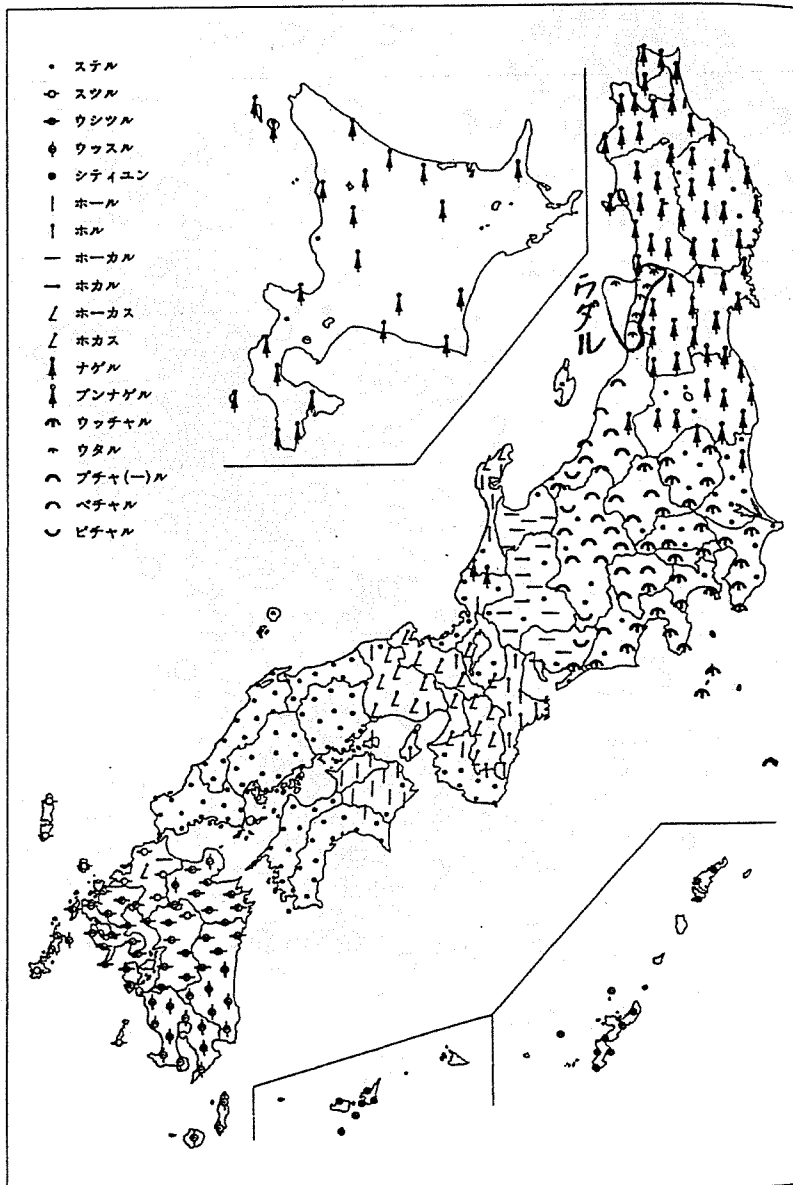 ステル
スツル
ウシツル
ウッスル
シティユン
ホール
ホル
ホーカル
ホカル
ホーカス
ホカス
ナゲル
ブンナゲル
ウッチャル
ウタル
ブチャ(ー)ル
ベチャル
ビチャル
ウダル